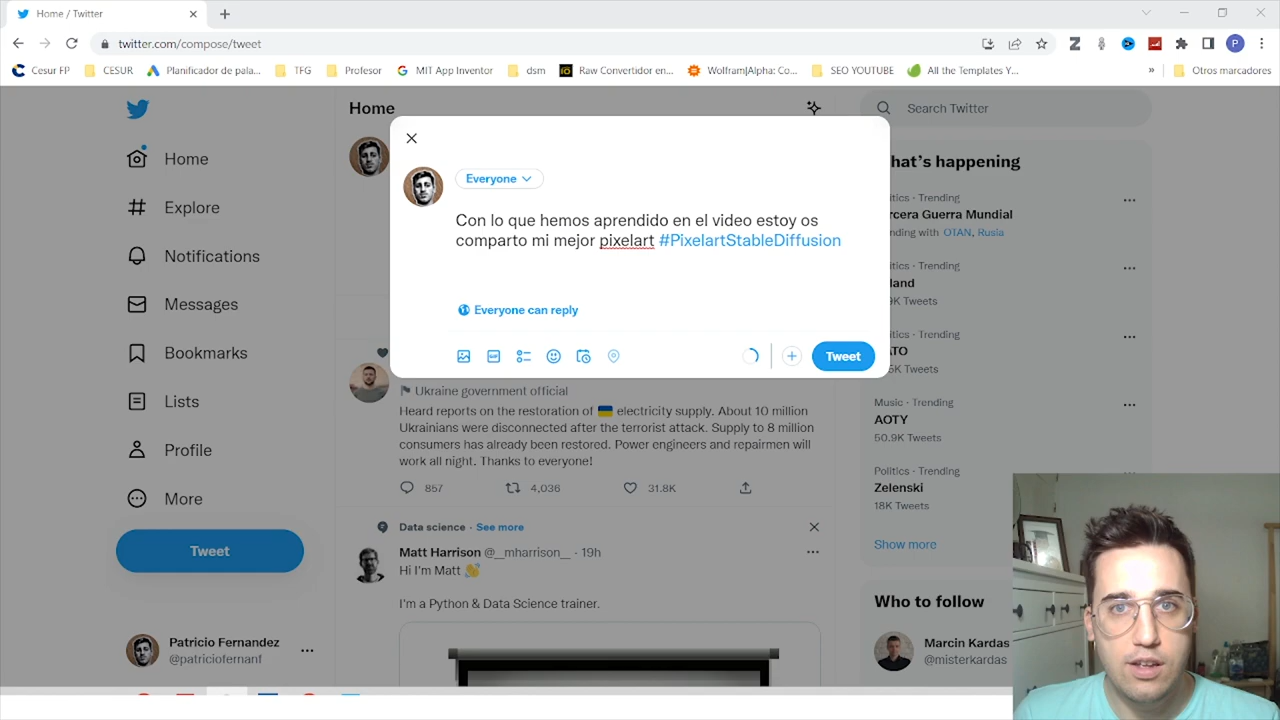 Home / Twitter
twitter.com/compose/tweet
Cesur FP
CESUR
Planificador de pala...
TFG
Profesor
MIT App Inventor
dsm
Raw Convertidor en...
Wolfram|Alpha: Co...
SEO YOUTUBE
All the Templates Y...
»
Otros marcadores
Home
Explore
Notifications
Messages
Bookmarks
Lists
Profile
More
Tweet
Patricio Fernandez
@patriciofernanf
Home
Everyone
Con lo que hemos aprendido en el video estoy os
comparto mi mejor pixelart #PixelartStableDiffusion
Everyone can reply
GIF
Tweet
Ukraine government official
Heard reports on the restoration of 🇺🇦 electricity supply. About 10 million
Ukrainians were disconnected after the terrorist attack. Supply to 8 million
consumers has already been restored. Power engineers and repairmen will
work all night. Thanks to everyone!
857
4,036
31.8K
Data science · See more
Matt Harrison @__mharrison__ · 19h
Hi I'm Matt 👋
I'm a Python & Data Science trainer.
Search Twitter
hat's happening
itics · Trending
rcera Guerra Mundial
nding with OTAN, Rusia
itics · Trending
land
9K Tweets
itics · Trending
ATO
5K Tweets
Music · Trending
AOTY
50.9K Tweets
Politics · Trending
Zelenski
18K Tweets
Show more
Who to follow
Marcin Kardas
@misterkardas